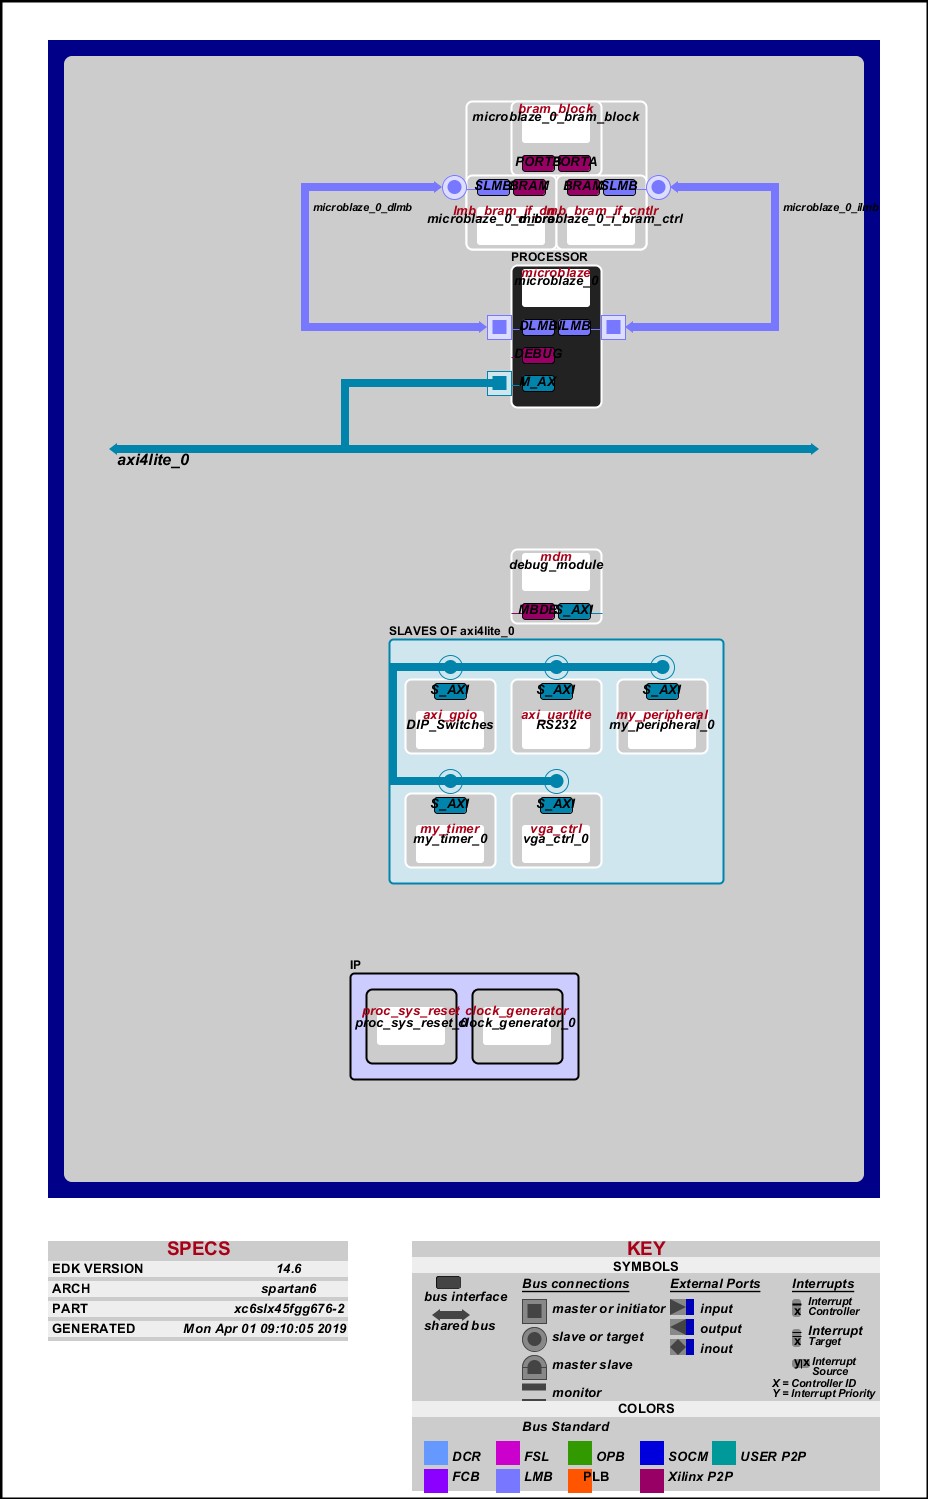 bram_block
microblaze_0_bram_block
PORTB PORTA
SLMB BRAM BRAM SLMB
microblaze_0_dlmb
lmb_bram_if_cntlr
microblaze_0_i_bram_ctrl
PROCESSOR
microblaze
microblaze_0
DLMB ILMB
DEBUG
M_AX
axi4lite_0
mdm
debug_module
S_AXI
SLAVES OF axi4lite_0
S_AXI S_AXI S_AXI
axi_gpio axi_uartlite my_peripheral
DIP_Switches RS232 my_peripheral_0
S_AXI S_AXI
my_timer vga_ctrl
my_timer_0 vga_ctrl_0
IP
proc_sys_reset clock_generator
proc_sys_reset_0 clock_generator_0
SPECS
EDK VERSION 14.6
ARCH spartan6
PART xc6slx45fgg676-2
GENERATED Mon Apr 01 09:10:05 2019
KEY
SYMBOLS
bus interface
shared bus
Bus connections
master or initiator
slave or target
master slave
monitor
External Ports
input
output
inout
Interrupts
x Interrupt
Controller
x Interrupt
Target
y x Interrupt
Source
X = Controller ID
Y = Interrupt Priority
COLORS
Bus Standard
DCR FSL OPB SOCM USER P2P
FCB LMB PLB Xilinx P2P